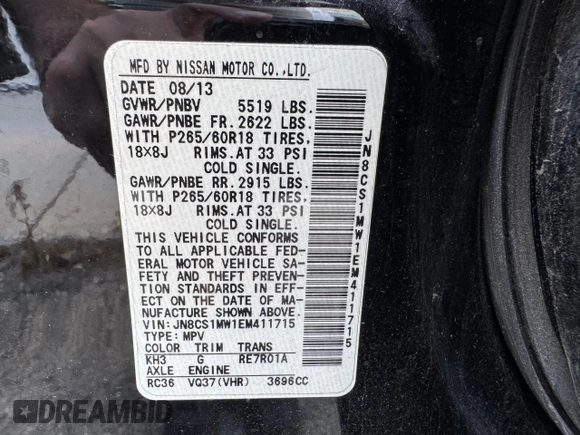 MFD BY NISSAN MOTOR CO.,LTD.
DATE 08/13
GVWR/PNBV 5519 LBS.
GAWR/PNBE FR. 2622 LBS.
WITH P265/60R18 TIRES,
18X8J RIMS.AT 33 PSI
COLD SINGLE.
GAWR/PNBE RR. 2915 LBS.
WITH P265/60R18 TIRES,
18X8J RIMS.AT 33 PSI
COLD SINGLE.
THIS VEHICLE CONFORMS
TO ALL APPLICABLE FED-
ERAL MOTOR VEHICLE SA-
FETY AND THEFT PREVEN-
TION STANDARDS IN EFF-
ECT ON THE DATE OF MA-
NUFACTURE SHOWN ABOVE.
VIN: JN8CS1MW1EM411715
TYPE: MPV
COLOR TRIM TRANS
KH3 G RE7R01A
AXLE ENGINE
RC36 VQ37(VHR) 3696CC
JN8CS1MW1EM411715
DREAMBID